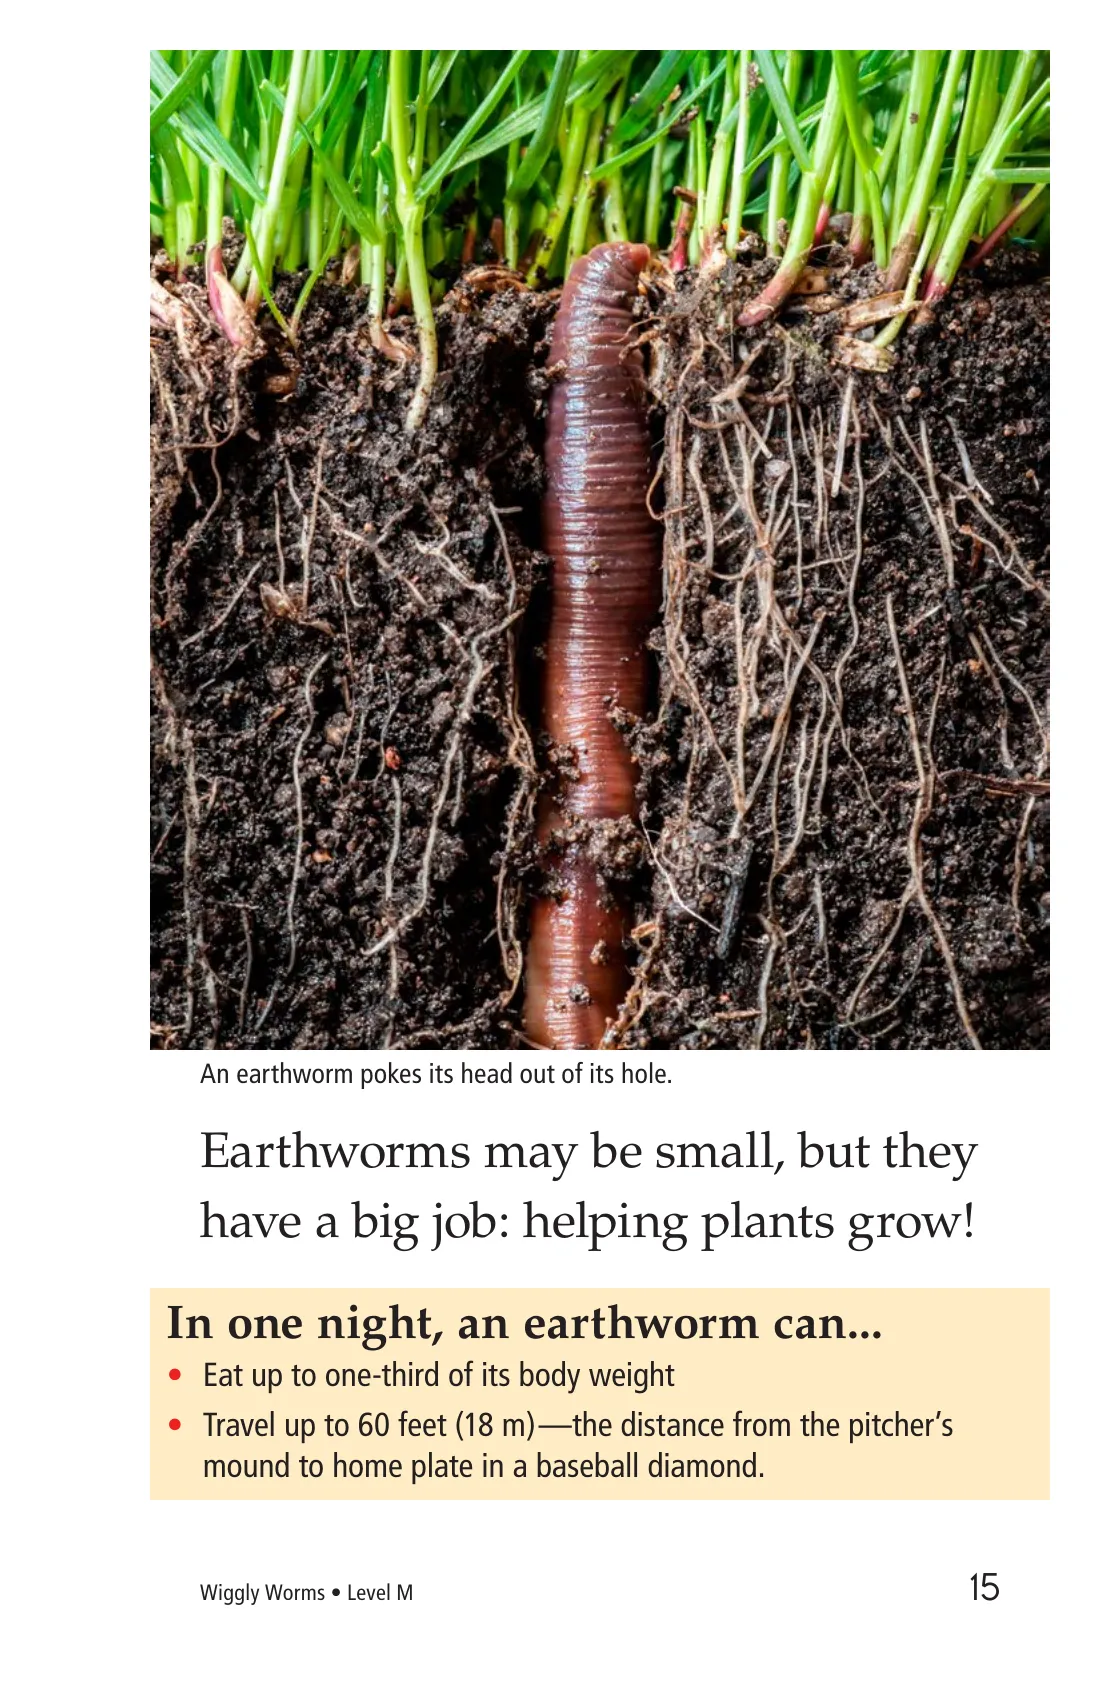 An earthworm pokes its head out of its hole.
Earthworms may be small, but they
have a big job: helping plants grow!
In one night, an earthworm can...
• Eat up to one-third of its body weight
• Travel up to 60 feet (18 m)—the distance from the pitcher’s
mound to home plate in a baseball diamond.
Wiggly Worms • Level M
15